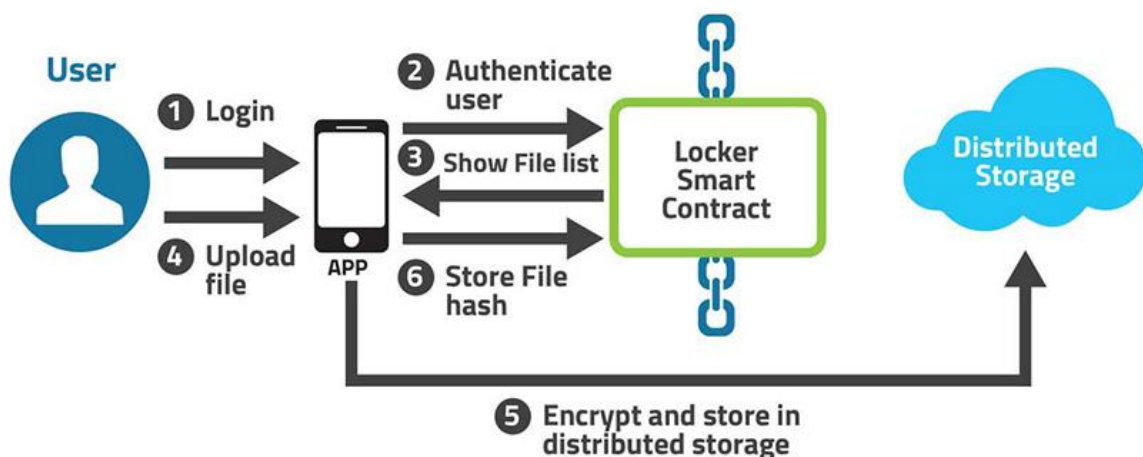 User
1 Login
2 Authenticate
user
3 Show File list
4 Upload
file
APP
6 Store File
hash
Locker
Smart
Contract
Distributed
Storage
5 Encrypt and store in
distributed storage